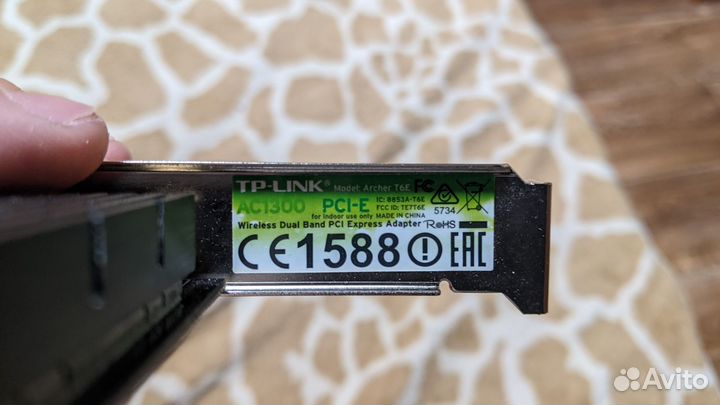 TP-LINK Model: Archer T6E FC
AC1300 PCI-E IC: 8853A-T6E
FCC ID: TE7T6E 5734
for indoor use only MADE IN CHINA
Wireless Dual Band PCI Express Adapter RoHS
CE1588 EAC
Avito